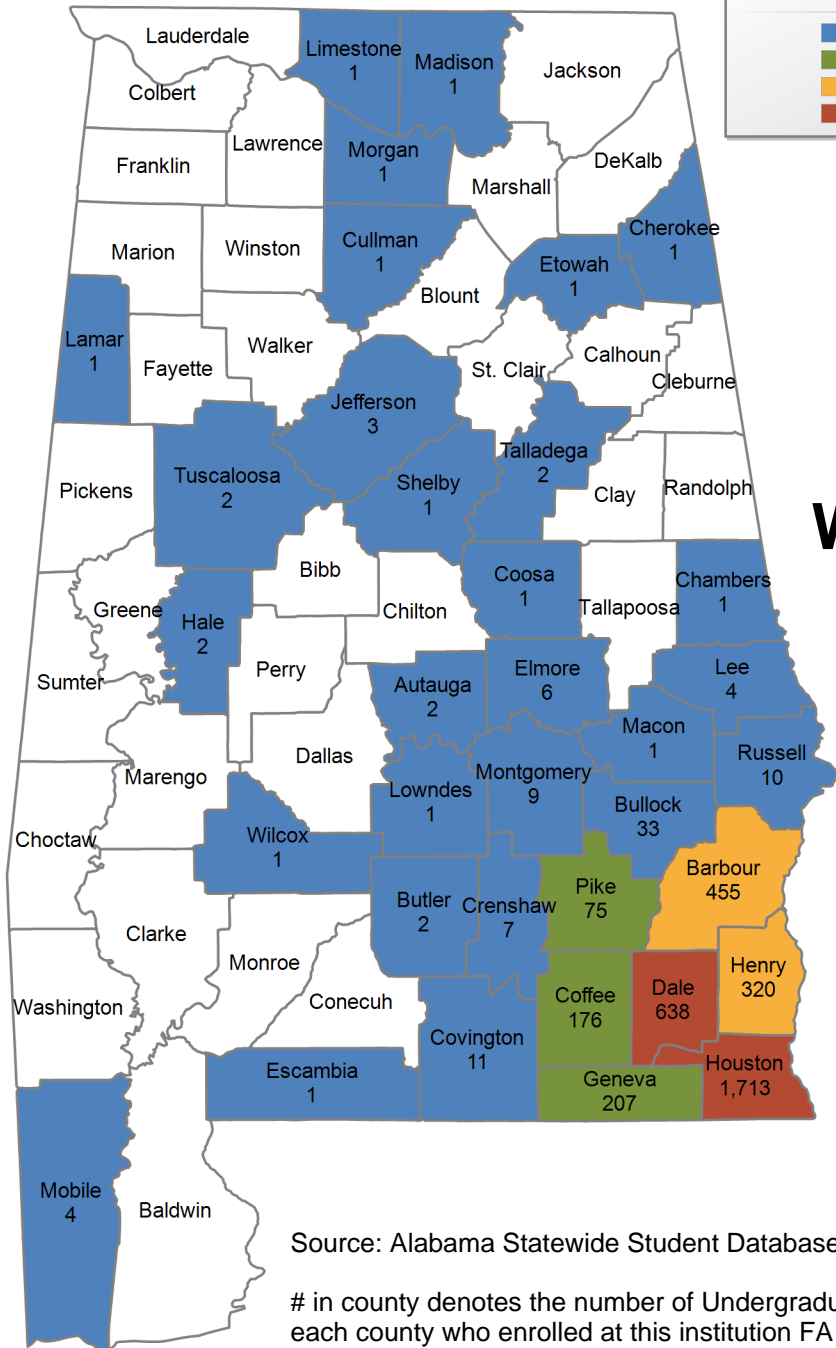 Lauderdale
Limestone
1
Madison
1
Jackson
Colbert
Lawrence
Franklin
Morgan
1
DeKalb
Marshall
Marion
Winston
Cullman
1
Cherokee
1
Etowah
1
Blount
Lamar
1
Fayette
Walker
St. Clair
Calhoun
Cleburne
Jefferson
3
Tuscaloosa
2
Talladega
2
Pickens
Shelby
1
Clay
Randolph
W
Bibb
Coosa
1
Chambers
1
Greene
Hale
2
Chilton
Tallapoosa
Sumter
Perry
Autauga
2
Elmore
6
Lee
4
Macon
1
Dallas
Marengo
Montgomery
9
Russell
10
Lowndes
1
Bullock
33
Choctaw
Wilcox
1
Barbour
455
Butler
2
Crenshaw
7
Pike
75
Clarke
Monroe
Henry
320
Washington
Conecuh
Coffee
176
Dale
638
Covington
11
Escambia
1
Houston
1,713
Geneva
207
Mobile
4
Baldwin
Source: Alabama Statewide Student Database
# in county denotes the number of Undergradu
each county who enrolled at this institution FA